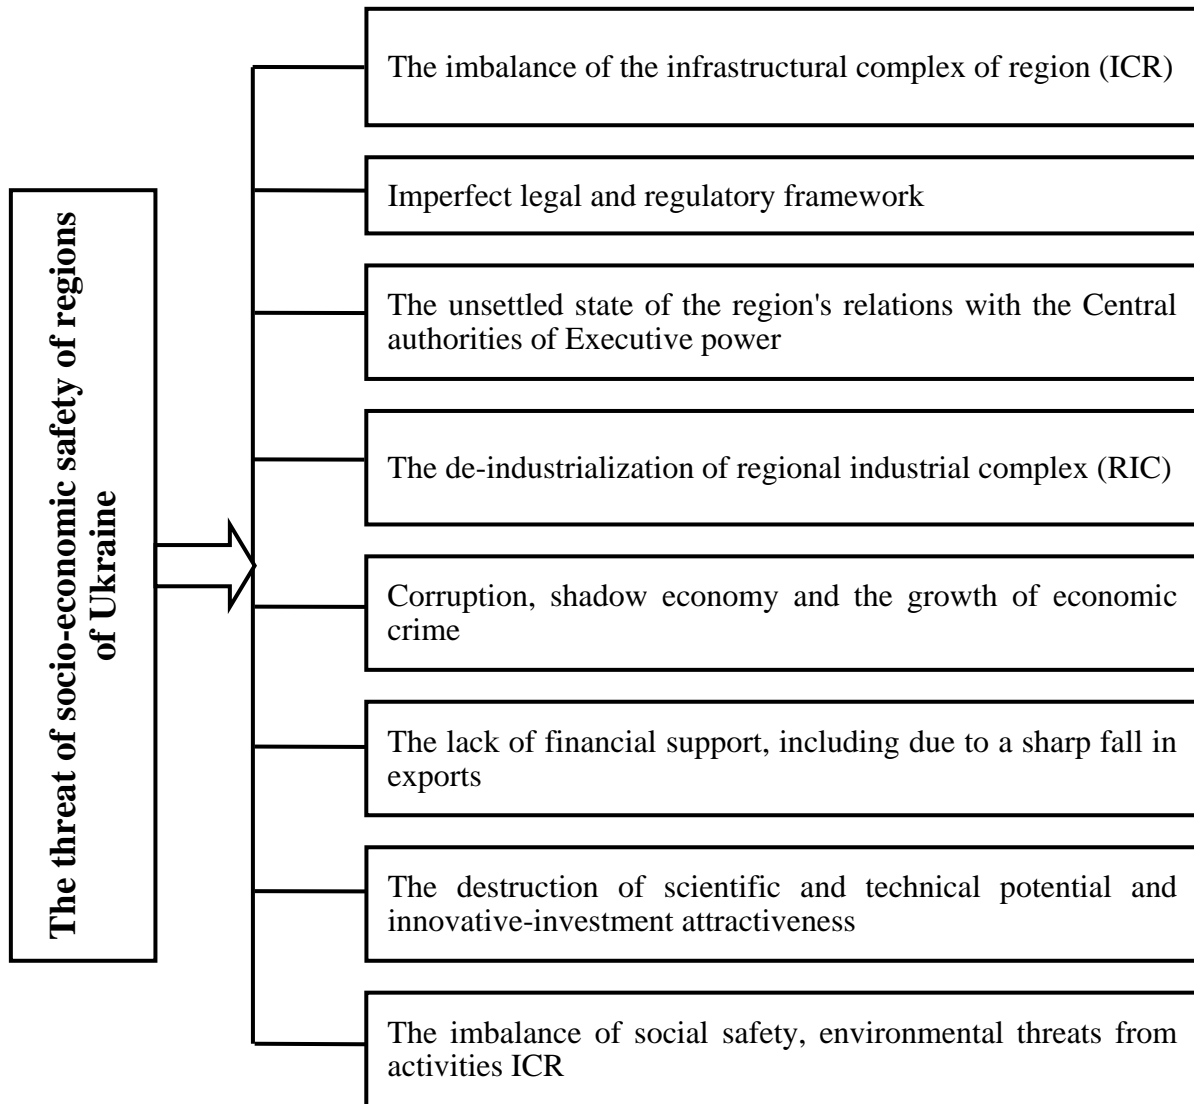 The threat of socio-economic safety of regions
of Ukraine
The imbalance of the infrastructural complex of region (ICR)
Imperfect legal and regulatory framework
The unsettled state of the region's relations with the Central
authorities of Executive power
The de-industrialization of regional industrial complex (RIC)
Corruption, shadow economy and the growth of economic
crime
The lack of financial support, including due to a sharp fall in
exports
The destruction of scientific and technical potential and
innovative-investment attractiveness
The imbalance of social safety, environmental threats from
activities ICR